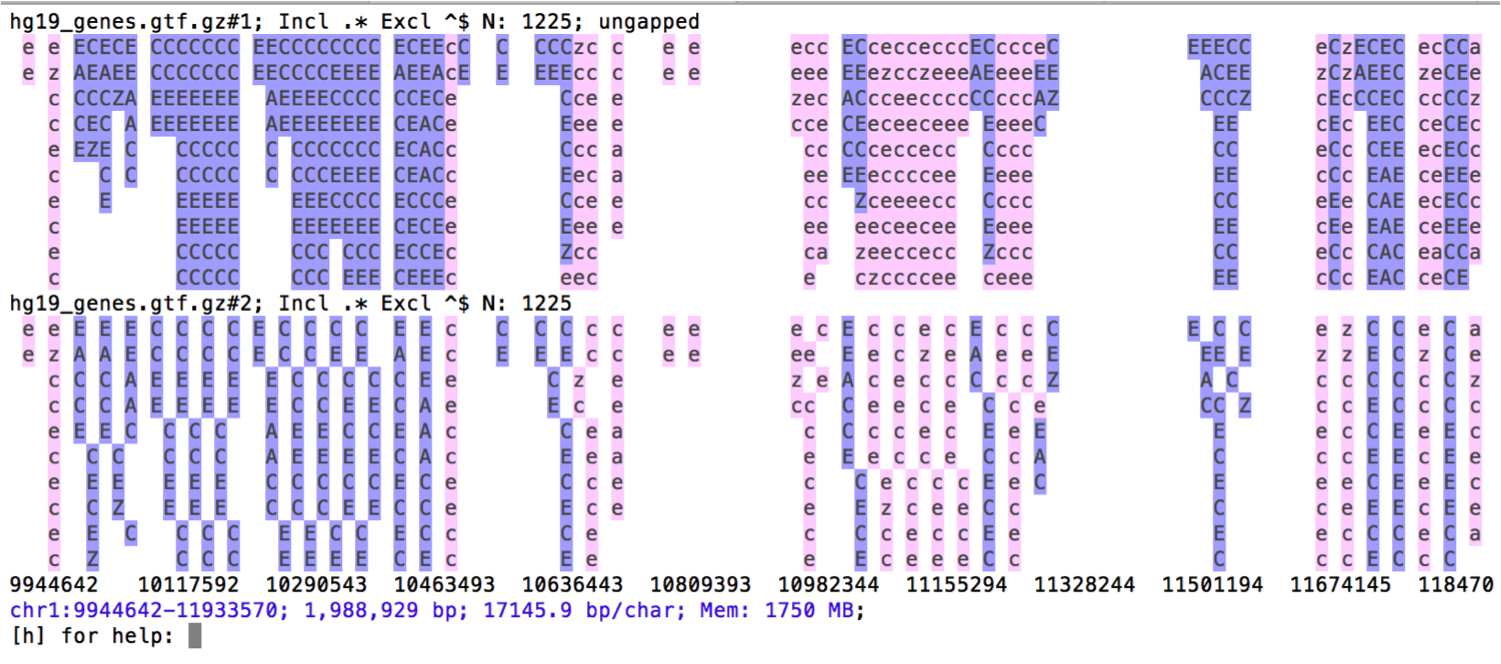 hg19_genes.gtf.gz#1; Incl .* Excl ^$ N: 1225; ungapped
e e ECECE CCCCCCC EECCCCCCCC ECEEcC C CCCzc c e e ecc ECcecceccc​ECccceC EEECC eCzECEC ecCCa
e z AEAEE CCCCCCC EECCCCEEEE AEEACE E EEEcc c e e eee EEezcczeeeAEeeeEE ACEE zCzAEEC zeCEe
c CCCZA EEEEEEE AEEEECCCC CCECe Cce e zec ACcceeccccCCcccAZ CCCZ cEcCCEC ccCCz
c CEC A EEEEEEE AEEEEEEEE CEACe Eee e cce CEeceeceee EeeeC EE cEc EEC ceCEc
e EZE C CCCCC C CCCCCCC ECACc Ccc a cc CCceccecc Cccc CC eCc CEE ecCEc
c C C CCCCC C CCCEEEE CEACc Eec a ee EEeccccee Eeee EE cCc EAE ceEEe
e E EEEEE EEECCCC ECCCe Cee e cc Zceeeecc Cccc CC eEe CAE ecECc
c EEEEE EEEEEEE CECEe Eee e ee eeceecee Eeee EE cEe EAE ceEEe
e CCCCC CCC CCC ECCEc Zcc ca zeeccecc Zccc CC eCc CAC eaCCa
c CCCCC CCC EEE CEEEc eec e czccccee ceee EE cCc EAC ceCE
hg19_genes.gtf.gz#2; Incl .* Excl ^$ N: 1225
e e E E E C C C C E C C C C E E c C C C c c e e e c E c c e c E c c C E C C e z C C e C a
e z A A E C C C C E C C E E A E c E E E c c e e ee E e c z e A e e E EE E z z E C z C e
c C C A E E E E E C C C C C E e C z e z e A c e c c C c c Z A C c c C C c C z
c C C A E E E E E C C E E C A e E c e cc C e e c e C c e CC Z c c E C c C c
e E E C C C C A E E C C E A c C e a c C c c e c E e E E e c C E e E c
c C C C C C A E E E E C A c E e a e E e c c e C c A C c c E C c E e
e E E E E E C C C C C E C e C c e c C e c c c E e C E e e C E e E c
c C Z E E E C C C E E C C e E c e e E z c e e C c C c c E E c C e
e E C C C C E E C C E C c C e c C c e e c E e E e e C C e E a
c Z C C C E E E E C E c E e e E c e e e C c C c c E C c C
9944642 10117592 10290543 10463493 10636443 10809393 10982344 11155294 11328244 11501194 11674145 118470
chr1:9944642-11933570; 1,988,929 bp; 17145.9 bp/char; Mem: 1750 MB;
[h] for help: